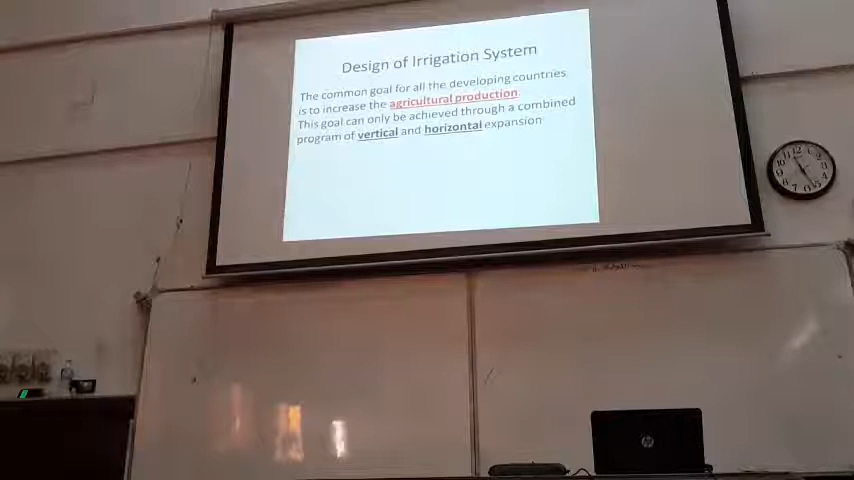 Design of Irrigation System
The common goal for all the developing countries
is to increase the agricultural production.
This goal can only be achieved through a combined
program of vertical and horizontal expansion
hp